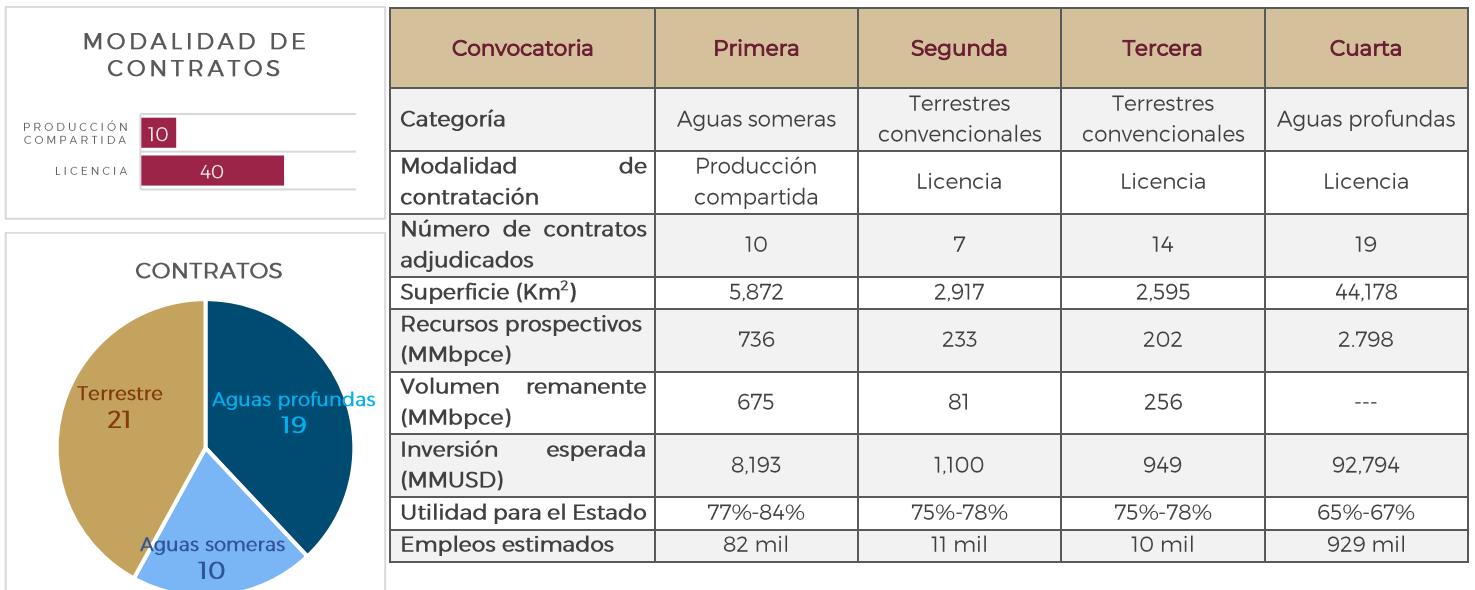 MODALIDAD DE
CONTRATOS
PRODUCCIÓN
COMPARTIDA
10
LICENCIA
40
CONTRATOS
Terrestre
21
Aguas profundas
19
Aguas someras
10
Convocatoria Primera Segunda Tercera Cuarta
Categoría Aguas someras Terrestres convencionales Terrestres convencionales Aguas profundas
Modalidad de contratación Producción compartida Licencia Licencia Licencia
Número de contratos adjudicados 10 7 14 19
Superficie (Km²) 5,872 2,917 2,595 44,178
Recursos prospectivos (MMbpce) 736 233 202 2.798
Volumen remanente (MMbpce) 675 81 256 ---
Inversión esperada (MMUSD) 8,193 1,100 949 92,794
Utilidad para el Estado 77%-84% 75%-78% 75%-78% 65%-67%
Empleos estimados 82 mil 11 mil 10 mil 929 mil